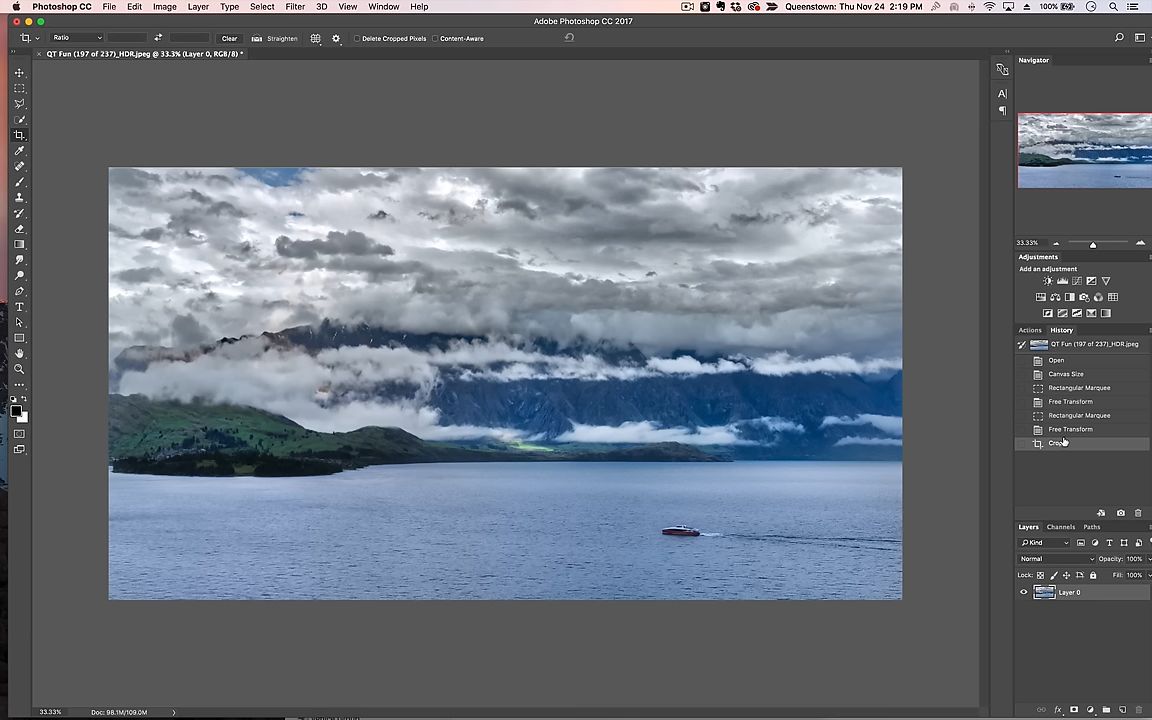 Photoshop CC File Edit Image Layer Type Select Filter 3D View Window Help 100% Queenstown: Thu Nov 24 2:19 PM
Adobe Photoshop CC 2017
Ratio Clear Straighten Delete Cropped Pixels Content-Aware
QT Fun (197 of 237)_HDR.jpeg @ 33.3% (Layer 0, RGB/8) *
Navigator
33.33%
Adjustments
Add an adjustment
Actions History
QT Fun (197 of 237)_HDR.jpeg
Open
Canvas Size
Rectangular Marquee
Free Transform
Rectangular Marquee
Free Transform
Layers Channels Paths
Kind
Normal Opacity: 100%
Lock: Fill: 100%
Layer 0
33.33% Doc: 98.1M/109.0M